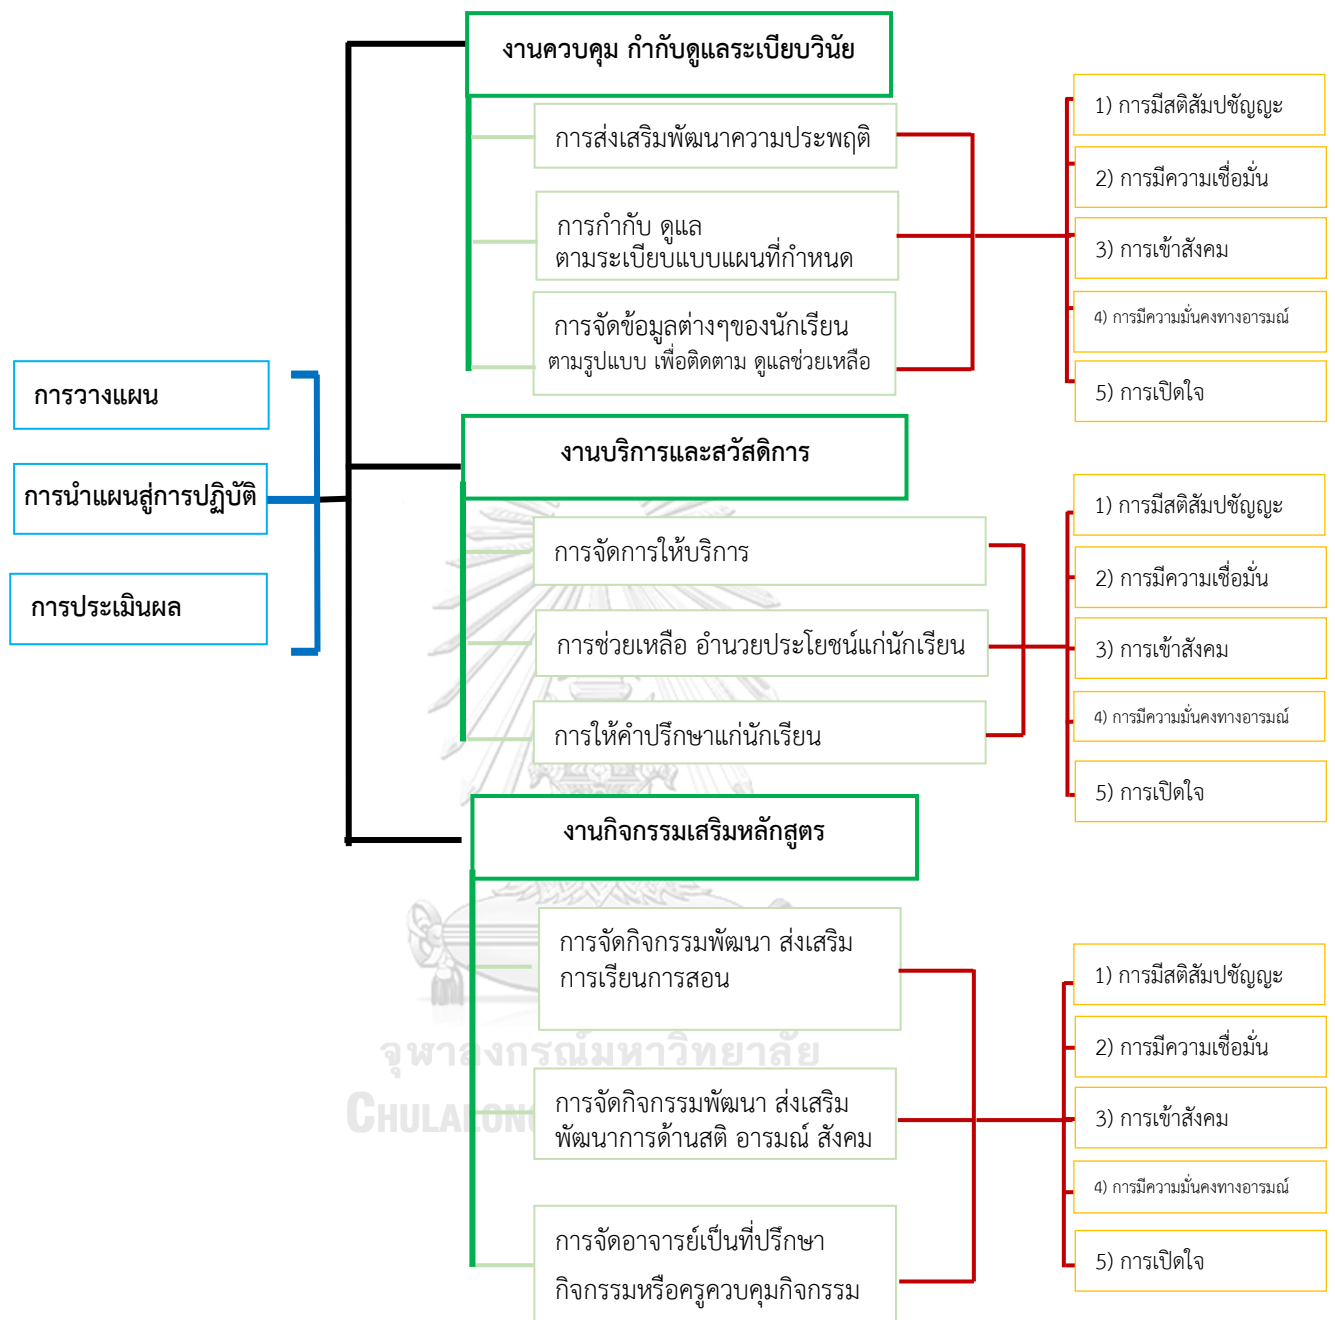 การวางแผน
การนำแผนสู่การปฏิบัติ
การประเมินผล
งานควบคุม กำกับดูแลระเบียบวินัย
การส่งเสริมพัฒนาความประพฤติ
การกำกับ ดูแล
ตามระเบียบแบบแผนที่กำหนด
การจัดข้อมูลต่างๆของนักเรียน
ตามรูปแบบ เพื่อติดตาม ดูแลช่วยเหลือ
1) การมีสติสัมปชัญญะ
2) การมีความเชื่อมั่น
3) การเข้าสังคม
4) การมีความมั่นคงทางอารมณ์
5) การเปิดใจ
งานบริการและสวัสดิการ
การจัดการให้บริการ
การช่วยเหลือ อำนวยประโยชน์แก่นักเรียน
การให้คำปรึกษาแก่นักเรียน
1) การมีสติสัมปชัญญะ
2) การมีความเชื่อมั่น
3) การเข้าสังคม
4) การมีความมั่นคงทางอารมณ์
5) การเปิดใจ
งานกิจกรรมเสริมหลักสูตร
การจัดกิจกรรมพัฒนา ส่งเสริม
การเรียนการสอน
การจัดกิจกรรมพัฒนา ส่งเสริม
พัฒนาการด้านสติ อารมณ์ สังคม
การจัดอาจารย์เป็นที่ปรึกษา
กิจกรรมหรือครูควบคุมกิจกรรม
1) การมีสติสัมปชัญญะ
2) การมีความเชื่อมั่น
3) การเข้าสังคม
4) การมีความมั่นคงทางอารมณ์
5) การเปิดใจ
จุฬาลงกรณ์มหาวิทยาลัย